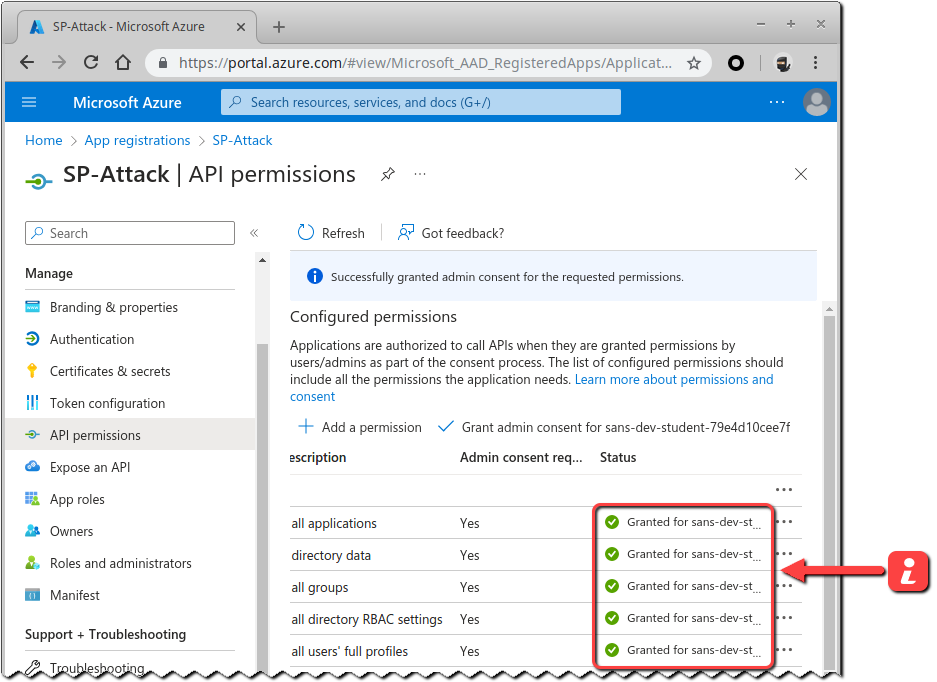 SP-Attack - Microsoft Azure
https://portal.azure.com/#view/Microsoft_AAD_RegisteredApps/Applicat...
Microsoft Azure
Search resources, services, and docs (G+/)
Home > App registrations > SP-Attack
SP-Attack | API permissions
Search
Refresh
Got feedback?
Manage
Branding & properties
Authentication
Certificates & secrets
Token configuration
API permissions
Expose an API
App roles
Owners
Roles and administrators
Manifest
Support + Troubleshooting
Troubleshooting
Successfully granted admin consent for the requested permissions.
Configured permissions
Applications are authorized to call APIs when they are granted permissions by
users/admins as part of the consent process. The list of configured permissions should
include all the permissions the application needs. Learn more about permissions and
consent
Add a permission
Grant admin consent for sans-dev-student-79e4d10cee7f
escription Admin consent req... Status
all applications Yes Granted for sans-dev-st...
directory data Yes Granted for sans-dev-st...
all groups Yes Granted for sans-dev-st...
all directory RBAC settings Yes Granted for sans-dev-st...
all users' full profiles Yes Granted for sans-dev-st...
i